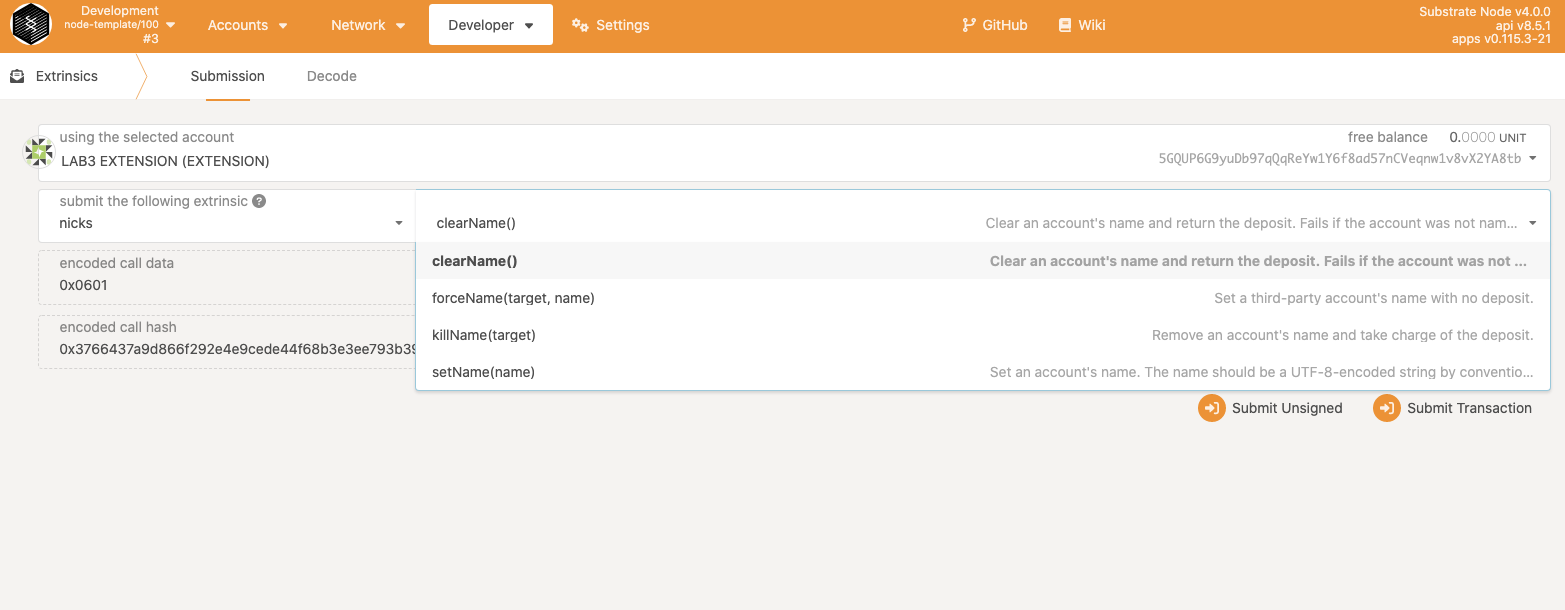 Development
node-template/100
#3
Accounts
Network
Developer
Settings
GitHub
Wiki
Substrate Node v4.0.0
api v8.5.1
apps v0.115.3-21
Extrinsics
Submission
Decode
using the selected account
LAB3 EXTENSION (EXTENSION)
free balance 0.0000 UNIT
5GQUP6G9yuDb97qQqReYw1Y6f8ad57nCVeqnw1v8vX2YA8tb
submit the following extrinsic ?
nicks
clearName() Clear an account's name and return the deposit. Fails if the account was not nam...
clearName() Clear an account's name and return the deposit. Fails if the account was not ...
forceName(target, name) Set a third-party account's name with no deposit.
killName(target) Remove an account's name and take charge of the deposit.
setName(name) Set an account's name. The name should be a UTF-8-encoded string by conventio...
encoded call data
0x0601
encoded call hash
0x3766437a9d866f292e4e9cede44f68b3e3ee793b39
Submit Unsigned
Submit Transaction